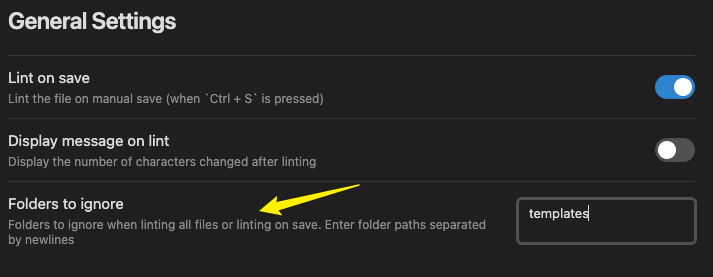 General Settings
Lint on save
Lint the file on manual save (when `Ctrl + S` is pressed)
Display message on lint
Display the number of characters changed after linting
Folders to ignore
Folders to ignore when linting all files or linting on save. Enter folder paths separated
by newlines
templates